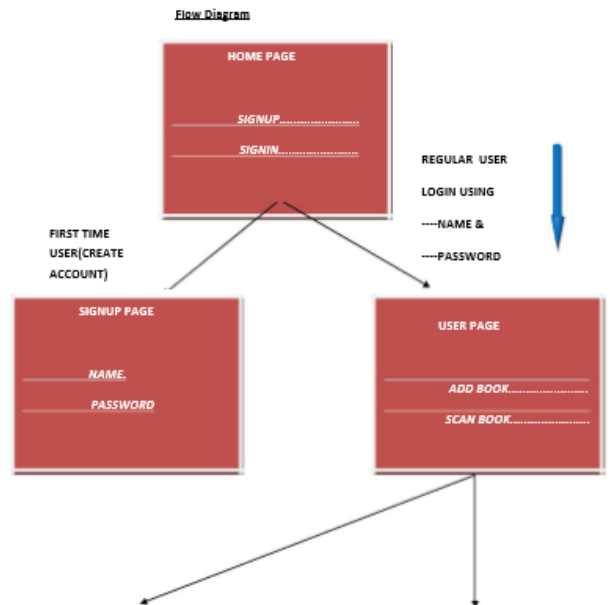 Flow Diagram
HOME PAGE
SIGNUP..........................
SIGNIN..........................
REGULAR USER
LOGIN USING
----NAME &
----PASSWORD
FIRST TIME
USER(CREATE
ACCOUNT)
SIGNUP PAGE
NAME.
PASSWORD
USER PAGE
ADD BOOK..........................
SCAN BOOK..........................